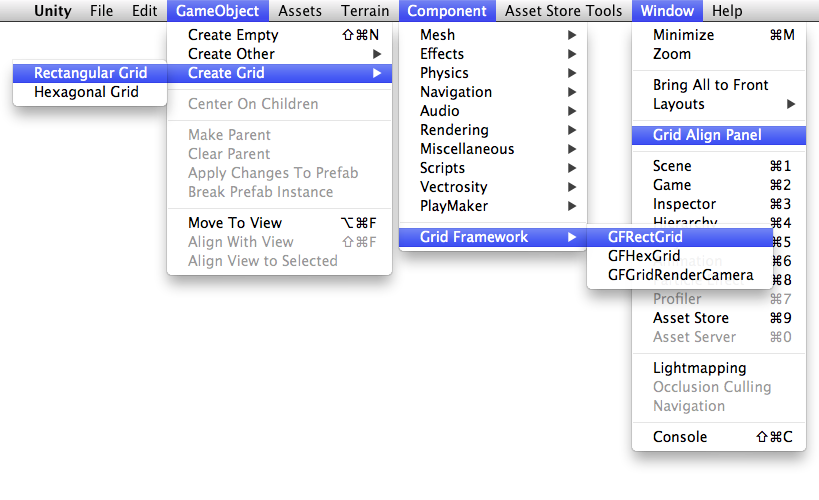 Unity File Edit GameObject Assets Terrain Component Asset Store Tools Window Help
Create Empty ⇧⌘N
Create Other ▶
Create Grid ▶
Rectangular Grid
Hexagonal Grid
Center On Children
Make Parent
Clear Parent
Apply Changes To Prefab
Break Prefab Instance
Move To View ⌥⌘F
Align With View ⇧⌘F
Align View to Selected
Mesh ▶
Effects ▶
Physics ▶
Navigation ▶
Audio ▶
Rendering ▶
Miscellaneous ▶
Scripts ▶
Vectrosity ▶
PlayMaker ▶
Grid Framework ▶
GFRectGrid
GFHexGrid
GFGridRenderCamera
Minimize ⌘M
Zoom
Bring All to Front
Layouts ▶
Grid Align Panel
Scene ⌘1
Game ⌘2
Inspector ⌘3
Hierarchy ⌘4
⌘5
⌘6
⌘8
Profiler ⌘7
Asset Store ⌘9
Asset Server ⌘0
Lightmapping
Occlusion Culling
Navigation
Console ⇧⌘C